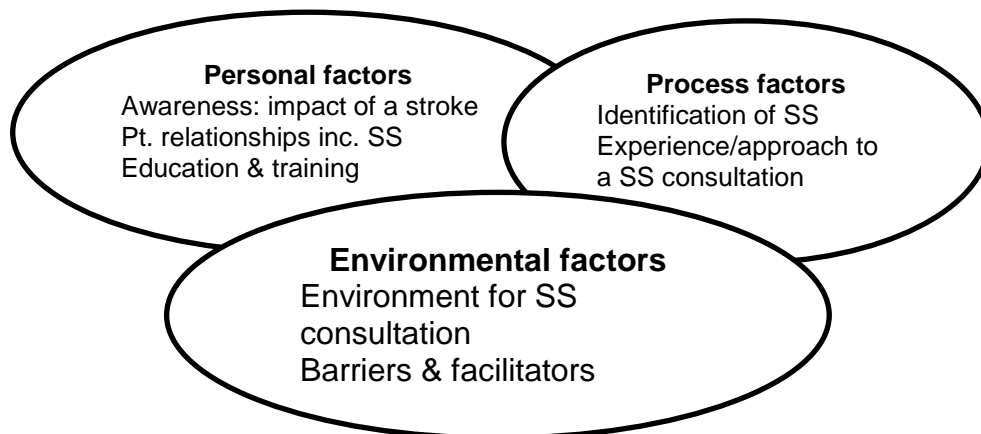 Personal factors
Awareness: impact of a stroke
Pt. relationships inc. SS
Education & training
Process factors
Identification of SS
Experience/approach to
a SS consultation
Environmental factors
Environment for SS
consultation
Barriers & facilitators